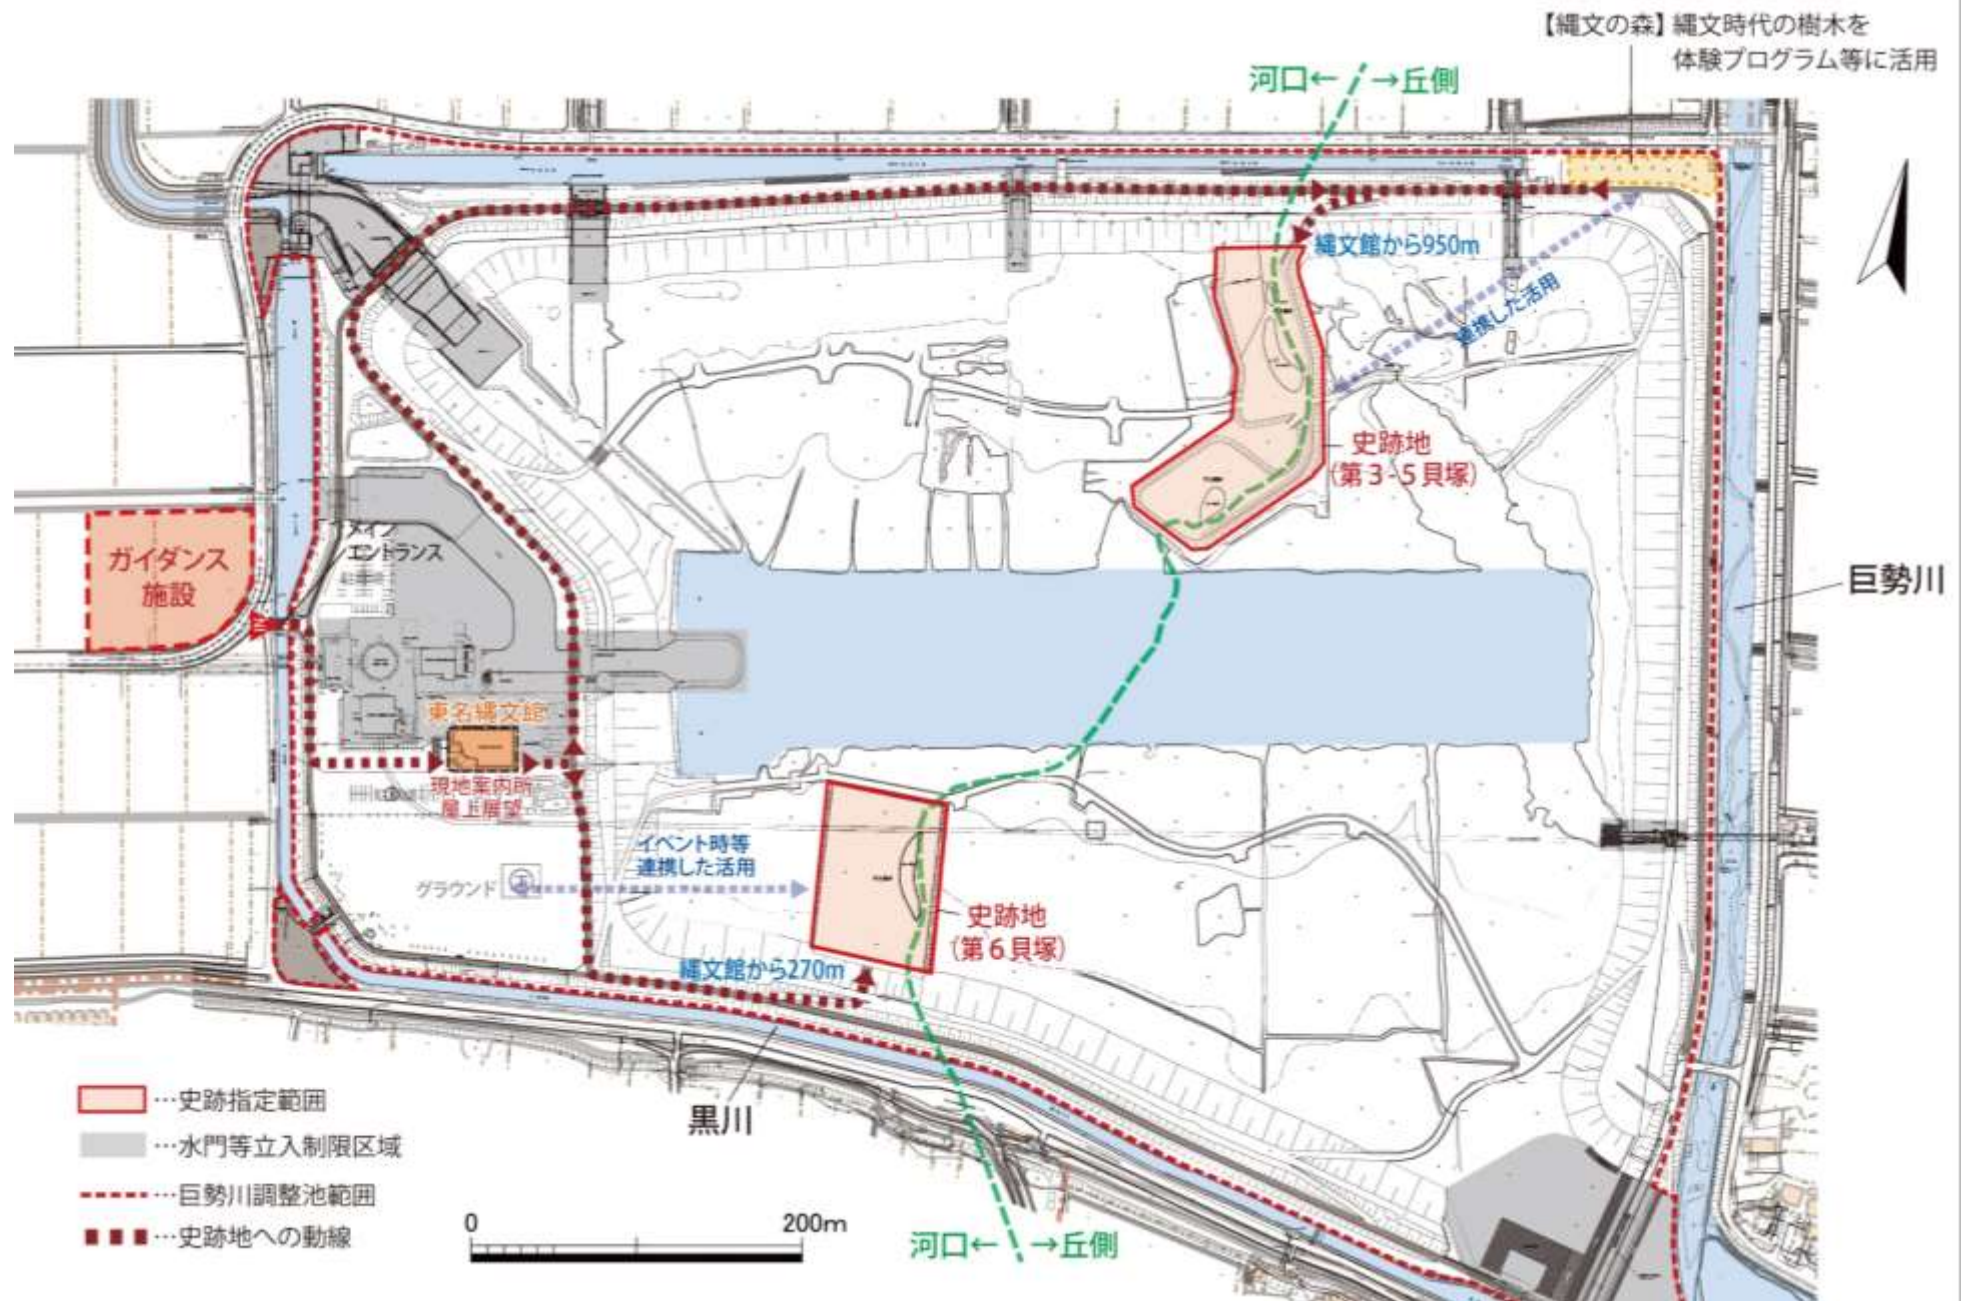 【縄文の森】縄文時代の樹木を
体験プログラム等に活用
河口← →丘側
縄文館から950m
連携した活用
史跡地
（第3-5貝塚）
メイン
エントランス
ガイダンス
施設
巨勢川
東名縄文館
現地案内所
屋上展望
イベント時等
連携した活用
グラウンド
史跡地
（第6貝塚）
縄文館から270m
黒川
河口← →丘側
…史跡指定範囲
…水門等立入制限区域
…巨勢川調整池範囲
…史跡地への動線
0 200m